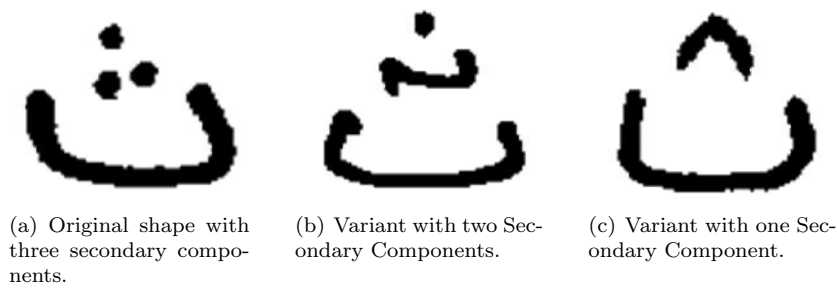 ث
ث
ث
(a) Original shape with
three secondary compo-
nents.
(b) Variant with two Sec-
ondary Components.
(c) Variant with one Sec-
ondary Component.